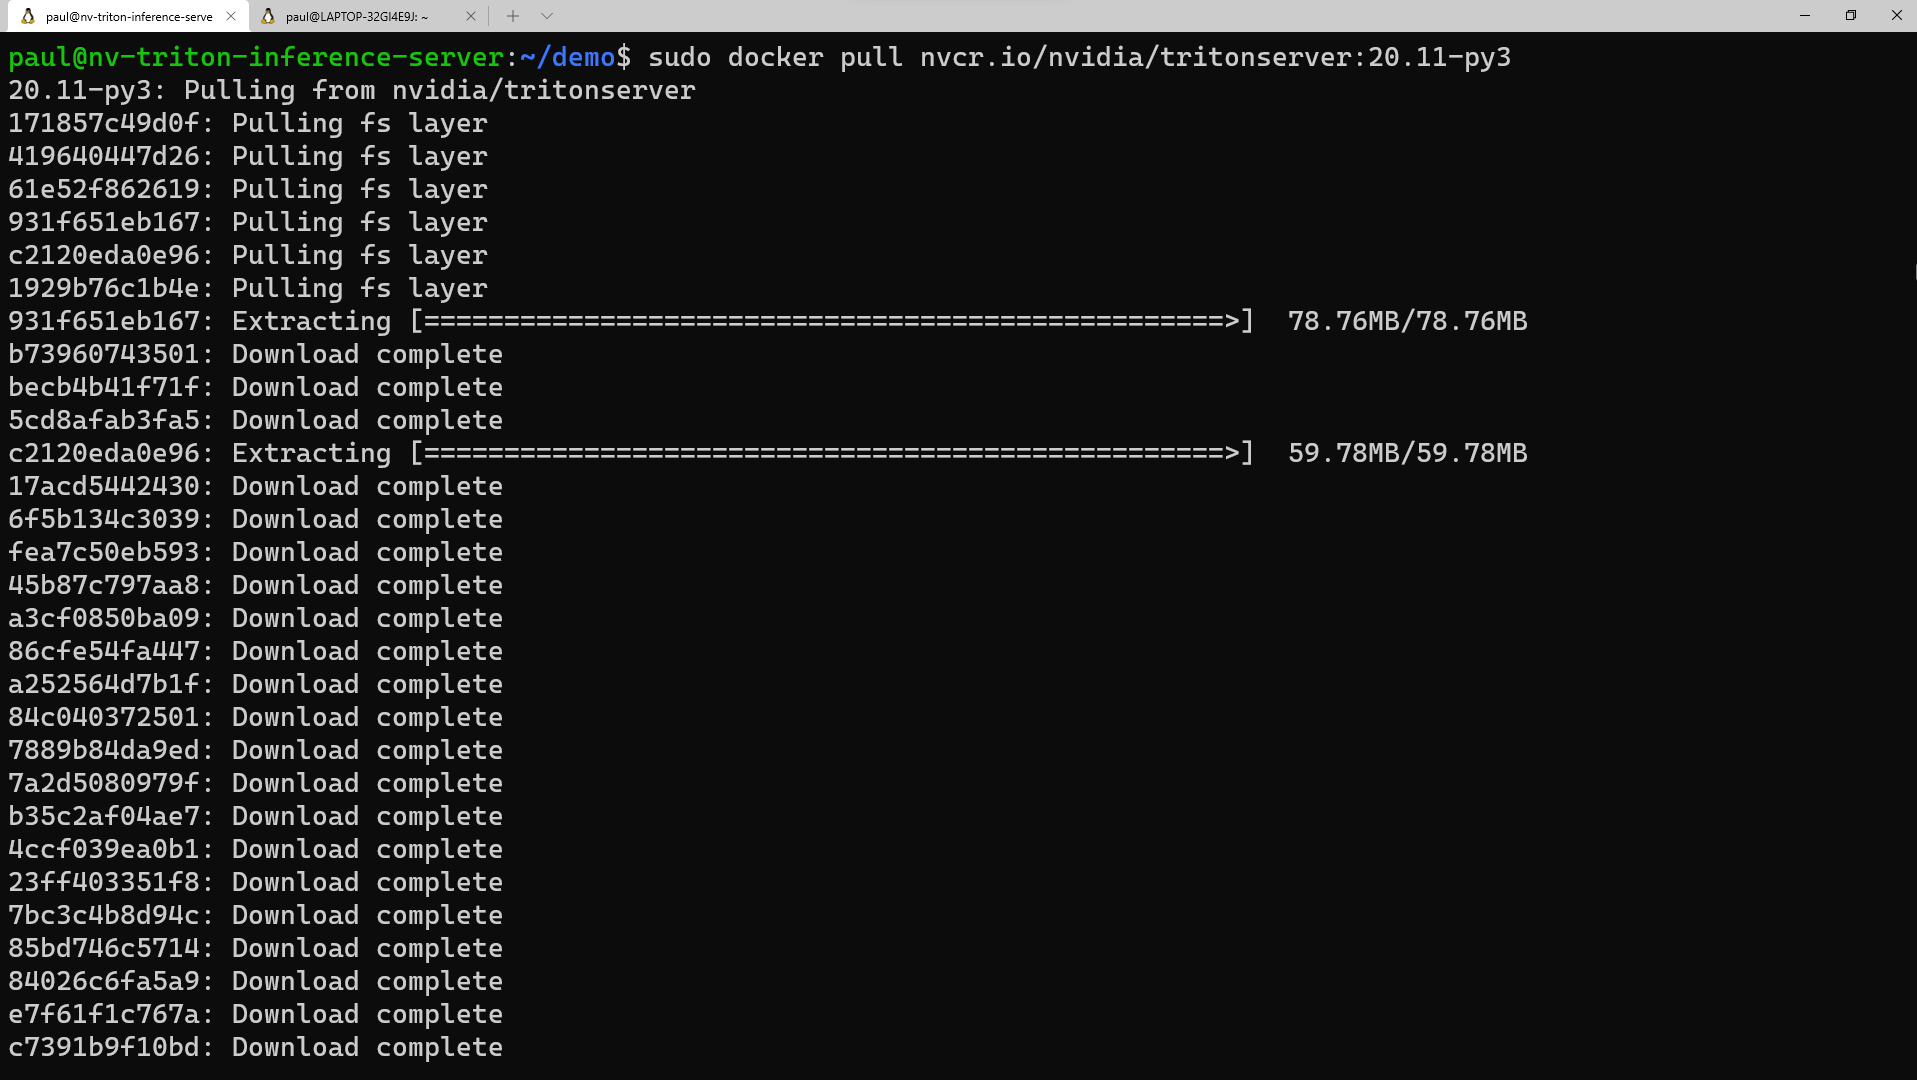 paul@nv-triton-inference-serve
paul@LAPTOP-32GI4E9J: ~
paul@nv-triton-inference-server:~/demo$ sudo docker pull nvcr.io/nvidia/tritonserver:20.11-py3
20.11-py3: Pulling from nvidia/tritonserver
171857c49d0f: Pulling fs layer
419640447d26: Pulling fs layer
61e52f862619: Pulling fs layer
931f651eb167: Pulling fs layer
c2120eda0e96: Pulling fs layer
1929b76c1b4e: Pulling fs layer
931f651eb167: Extracting [==================================================>]  78.76MB/78.76MB
b73960743501: Download complete
becb4b41f71f: Download complete
5cd8afab3fa5: Download complete
c2120eda0e96: Extracting [==================================================>]  59.78MB/59.78MB
17acd5442430: Download complete
6f5b134c3039: Download complete
fea7c50eb593: Download complete
45b87c797aa8: Download complete
a3cf0850ba09: Download complete
86cfe54fa447: Download complete
a252564d7b1f: Download complete
84c040372501: Download complete
7889b84da9ed: Download complete
7a2d5080979f: Download complete
b35c2af04ae7: Download complete
4ccf039ea0b1: Download complete
23ff403351f8: Download complete
7bc3c4b8d94c: Download complete
85bd746c5714: Download complete
84026c6fa5a9: Download complete
e7f61f1c767a: Download complete
c7391b9f10bd: Download complete